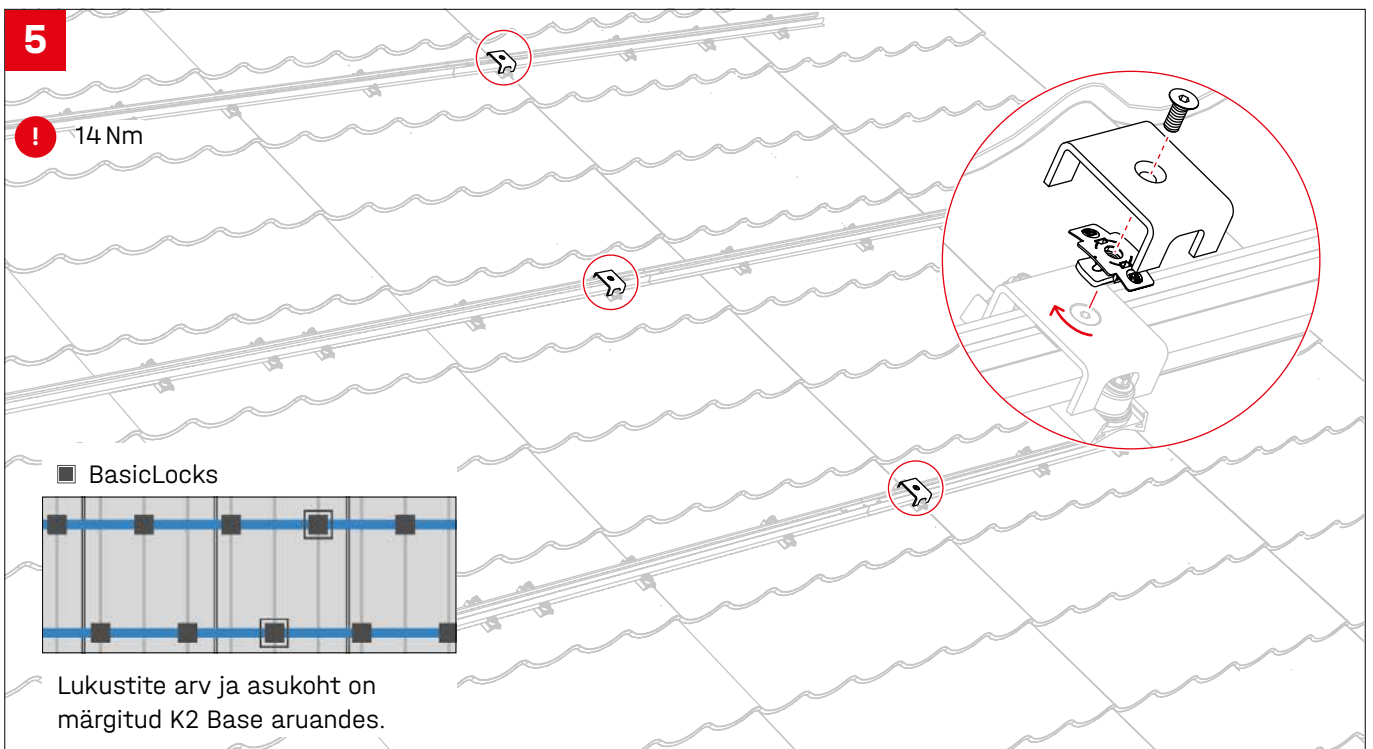 5
! 14 Nm
BasicLocks
Lukustite arv ja asukoht on
märgitud K2 Base aruandes.